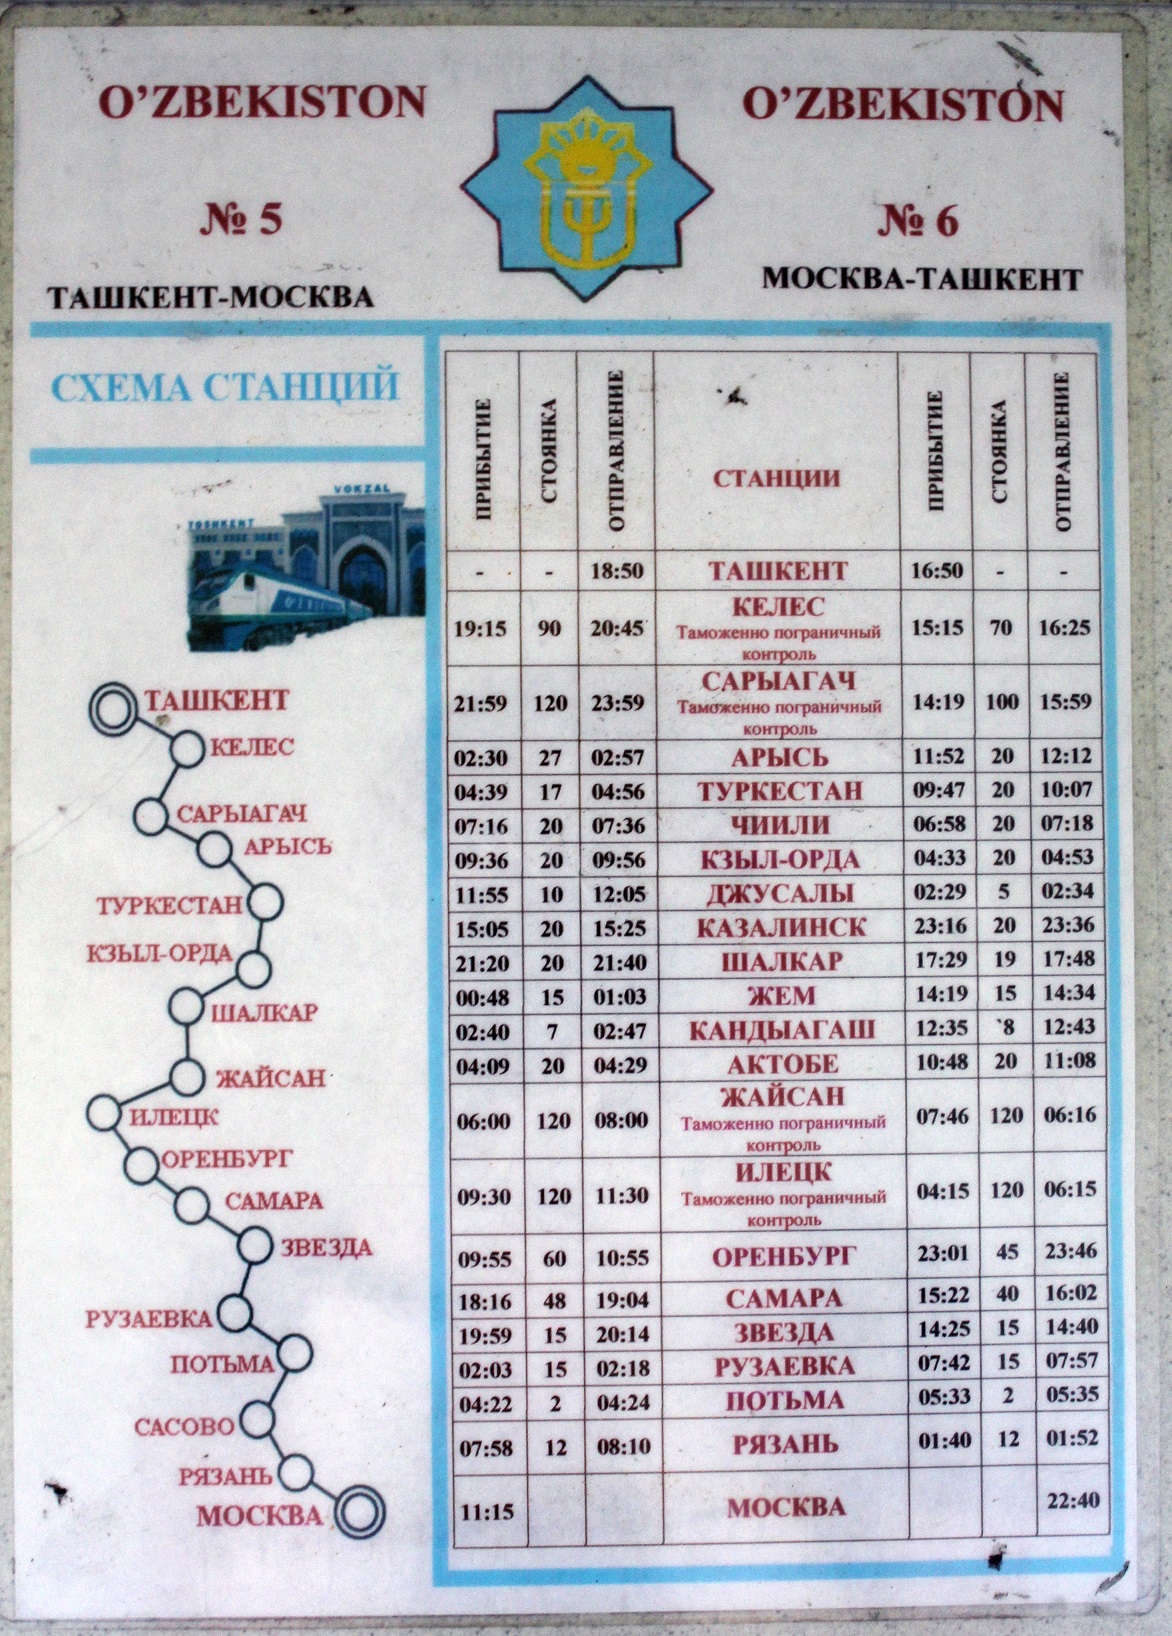 O’ZBEKISTON
O’ZBEKISTON
№ 5
№ 6
ТАШКЕНТ-МОСКВА
МОСКВА-ТАШКЕНТ
СХЕМА СТАНЦИЙ
TOSHKENT
VOKZAL
ТАШКЕНТ
КЕЛЕС
САРЫАГАЧ
АРЫСЬ
ТУРКЕСТАН
КЗЫЛ-ОРДА
ШАЛКАР
ЖАЙСАН
ИЛЕЦК
ОРЕНБУРГ
САМАРА
ЗВЕЗДА
РУЗАЕВКА
ПОТЬМА
САСОВО
РЯЗАНЬ
МОСКВА
ПРИБЫТИЕ СТОЯНКА ОТПРАВЛЕНИЕ СТАНЦИИ ПРИБЫТИЕ СТОЯНКА ОТПРАВЛЕНИЕ
- - 18:50 ТАШКЕНТ 16:50 - -
19:15 90 20:45 КЕЛЕС 15:15 70 16:25
Таможенно пограничный
контроль
21:59 120 23:59 САРЫАГАЧ 14:19 100 15:59
Таможенно пограничный
контроль
02:30 27 02:57 АРЫСЬ 11:52 20 12:12
04:39 17 04:56 ТУРКЕСТАН 09:47 20 10:07
07:16 20 07:36 ЧИИЛИ 06:58 20 07:18
09:36 20 09:56 КЗЫЛ-ОРДА 04:33 20 04:53
11:55 10 12:05 ДЖУСАЛЫ 02:29 5 02:34
15:05 20 15:25 КАЗАЛИНСК 23:16 20 23:36
21:20 20 21:40 ШАЛКАР 17:29 19 17:48
00:48 15 01:03 ЖЕМ 14:19 15 14:34
02:40 7 02:47 КАНДЫАГАШ 12:35 `8 12:43
04:09 20 04:29 АКТОБЕ 10:48 20 11:08
06:00 120 08:00 ЖАЙСАН 07:46 120 06:16
Таможенно пограничный
контроль
09:30 120 11:30 ИЛЕЦК 04:15 120 06:15
Таможенно пограничный
контроль
09:55 60 10:55 ОРЕНБУРГ 23:01 45 23:46
18:16 48 19:04 САМАРА 15:22 40 16:02
19:59 15 20:14 ЗВЕЗДА 14:25 15 14:40
02:03 15 02:18 РУЗАЕВКА 07:42 15 07:57
04:22 2 04:24 ПОТЬМА 05:33 2 05:35
07:58 12 08:10 РЯЗАНЬ 01:40 12 01:52
11:15 МОСКВА 22:40